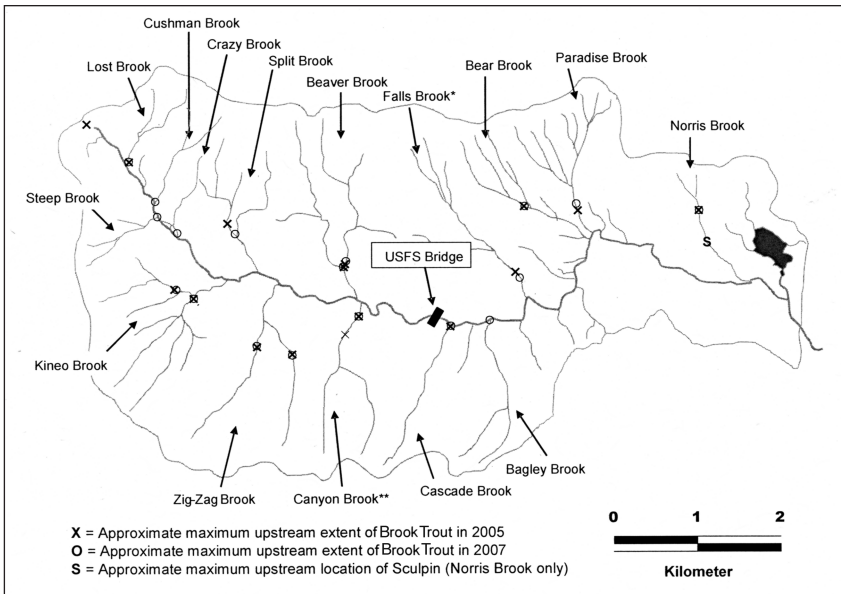 Cushman Brook
Crazy Brook
Lost Brook
Split Brook
Beaver Brook
Falls Brook*
Bear Brook
Paradise Brook
Norris Brook
Steep Brook
USFS Bridge
S
Kineo Brook
Zig-Zag Brook
Canyon Brook**
Cascade Brook
Bagley Brook
X = Approximate maximum upstream extent of Brook Trout in 2005
O = Approximate maximum upstream extent of Brook Trout in 2007
S = Approximate maximum upstream location of Sculpin (Norris Brook only)
0 1 2
Kilometer